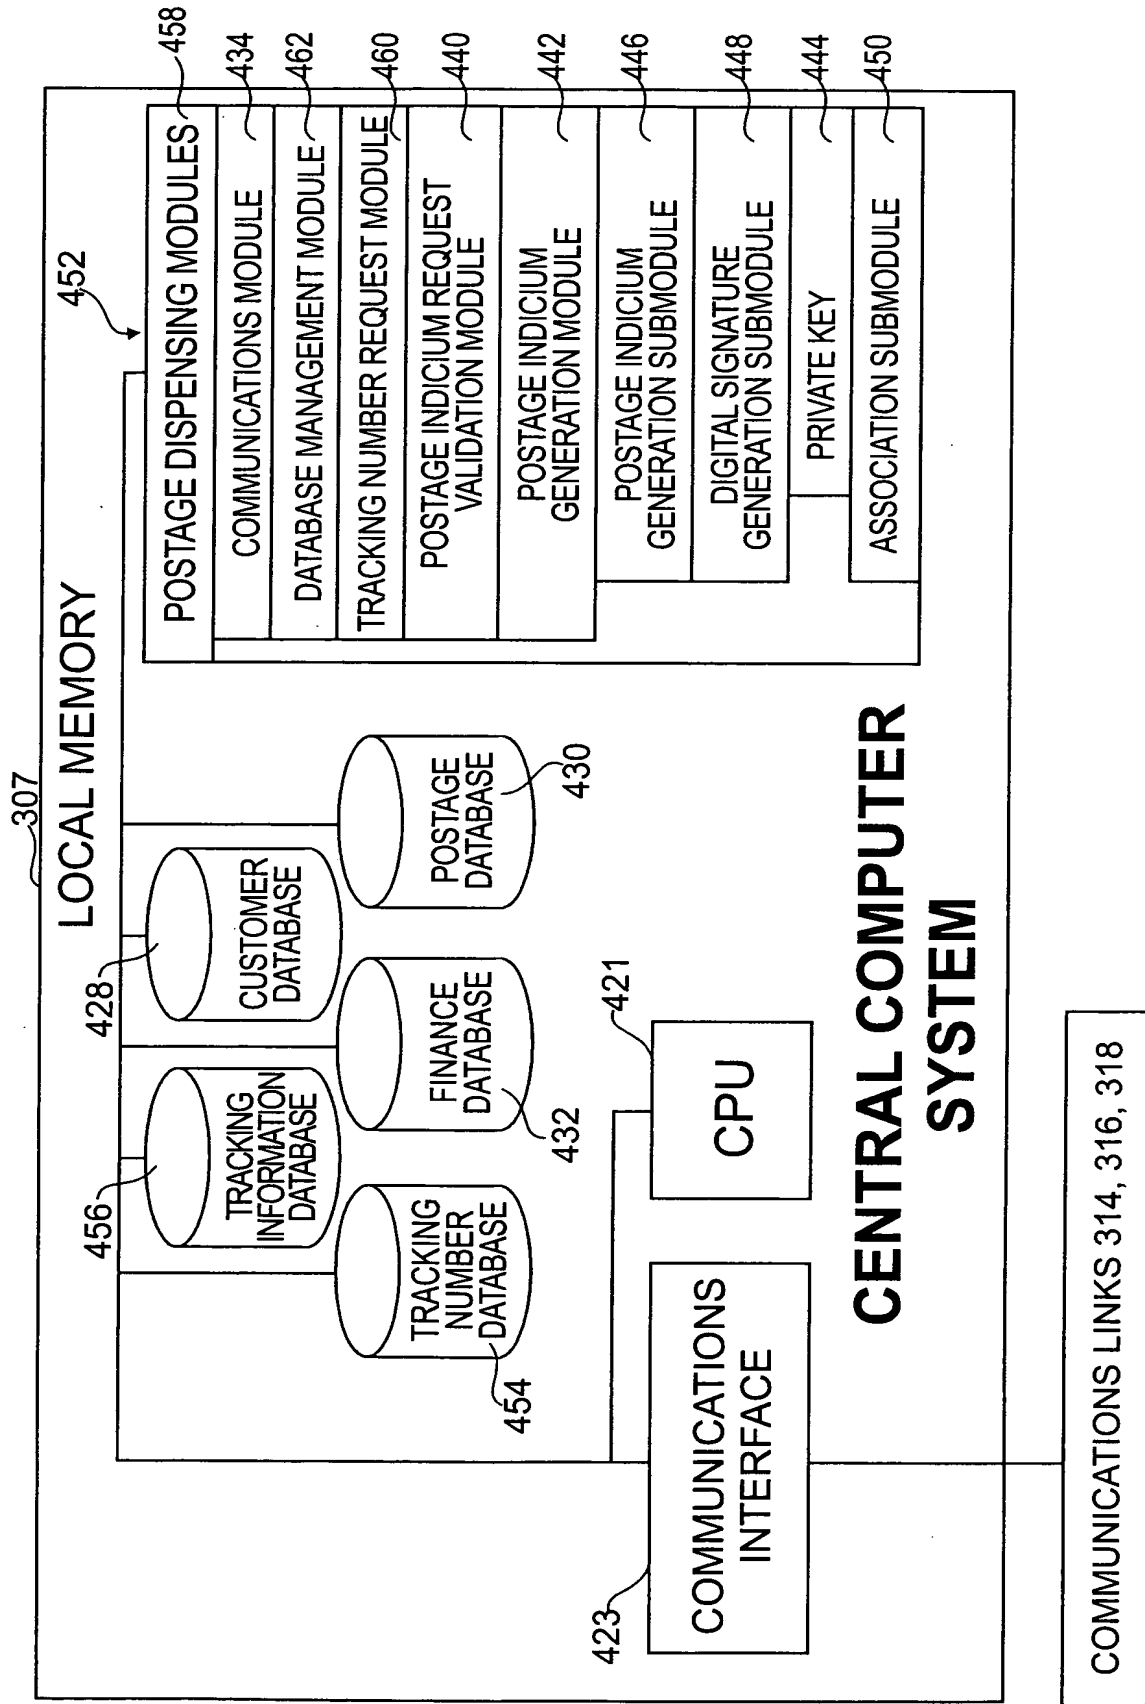 307
LOCAL MEMORY
452
POSTAGE DISPENSING MODULES
458
COMMUNICATIONS MODULE
434
DATABASE MANAGEMENT MODULE
462
TRACKING NUMBER REQUEST MODULE
460
POSTAGE INDICIUM REQUEST
VALIDATION MODULE
440
POSTAGE INDICIUM
GENERATION MODULE
442
POSTAGE INDICIUM
GENERATION SUBMODULE
446
DIGITAL SIGNATURE
GENERATION SUBMODULE
448
PRIVATE KEY
444
ASSOCIATION SUBMODULE
450
456
TRACKING
INFORMATION
DATABASE
428
CUSTOMER
DATABASE
TRACKING
NUMBER
DATABASE
454
FINANCE
DATABASE
432
POSTAGE
DATABASE
430
423
COMMUNICATIONS
INTERFACE
421
CPU
CENTRAL COMPUTER
SYSTEM
COMMUNICATIONS LINKS 314, 316, 318